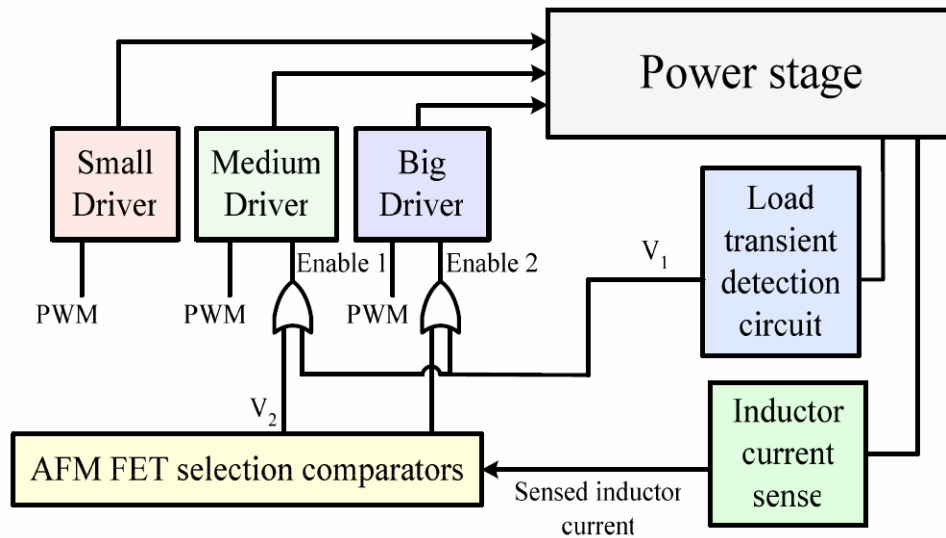 Power stage
Small
Driver
Medium
Driver
Big
Driver
Load
transient
detection
circuit
V1
Enable 1
Enable 2
PWM
PWM
PWM
V2
AFM FET selection comparators
Sensed inductor
current
Inductor
current
sense